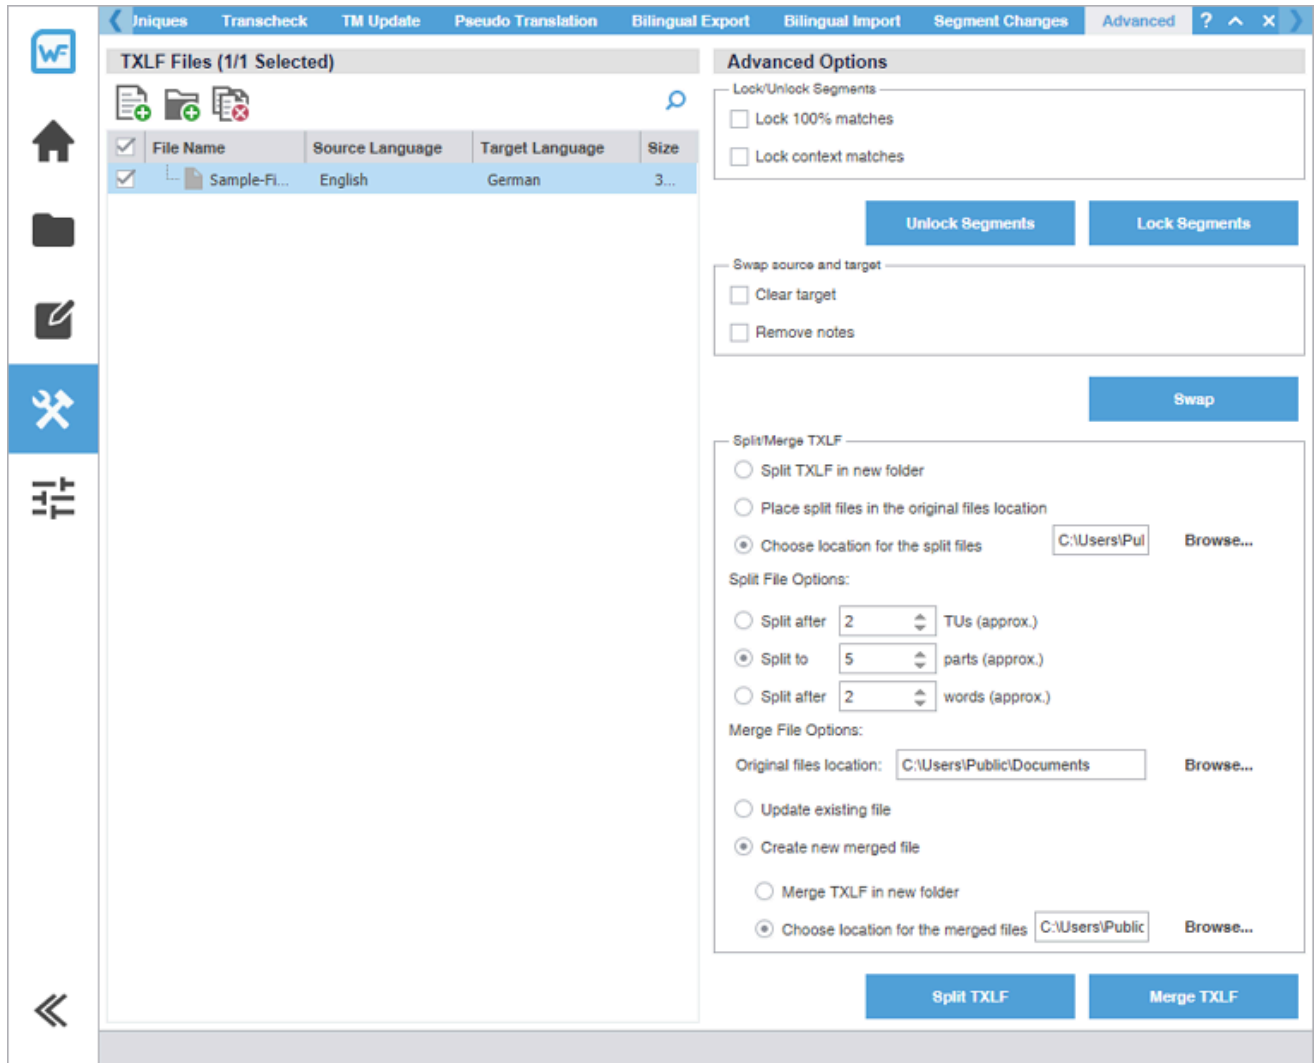 WF
Uniques Transcheck TM Update Pseudo Translation Bilingual Export Bilingual Import Segment Changes Advanced ?
TXLF Files (1/1 Selected)
File Name Source Language Target Language Size
Sample-Fi... English German 3...
Advanced Options
Lock/Unlock Segments
Lock 100% matches
Lock context matches
Unlock Segments Lock Segments
Swap source and target
Clear target
Remove notes
Swap
Split/Merge TXLF
Split TXLF in new folder
Place split files in the original files location
Choose location for the split files C:\Users\Pul Browse...
Split File Options:
Split after 2 TUs (approx.)
Split to 5 parts (approx.)
Split after 2 words (approx.)
Merge File Options:
Original files location: C:\Users\Public\Documents Browse...
Update existing file
Create new merged file
Merge TXLF in new folder
Choose location for the merged files C:\Users\Public Browse...
Split TXLF Merge TXLF